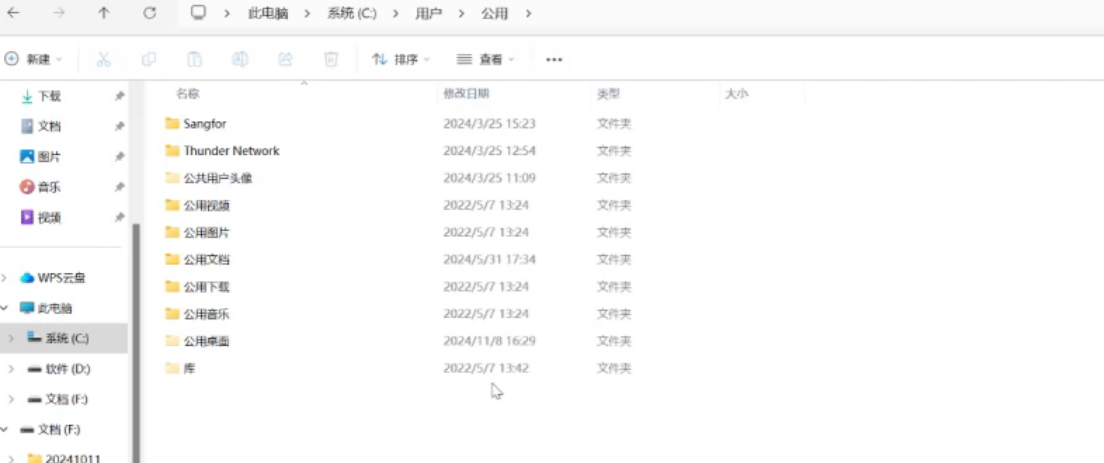 此电脑 系统 (C:) 用户 公用
新建 排序 查看
名称 修改日期 类型 大小
下载
文档
图片
音乐
视频
WPS云盘
此电脑
系统 (C:)
软件 (D:)
文档 (F:)
文档 (F:)
20241011
Sangfor 2024/3/25 15:23 文件夹
Thunder Network 2024/3/25 12:54 文件夹
公共用户头像 2024/3/25 11:09 文件夹
公用视频 2022/5/7 13:24 文件夹
公用图片 2022/5/7 13:24 文件夹
公用文档 2024/5/31 17:34 文件夹
公用下载 2022/5/7 13:24 文件夹
公用音乐 2022/5/7 13:24 文件夹
公用桌面 2024/11/8 16:29 文件夹
库 2022/5/7 13:42 文件夹